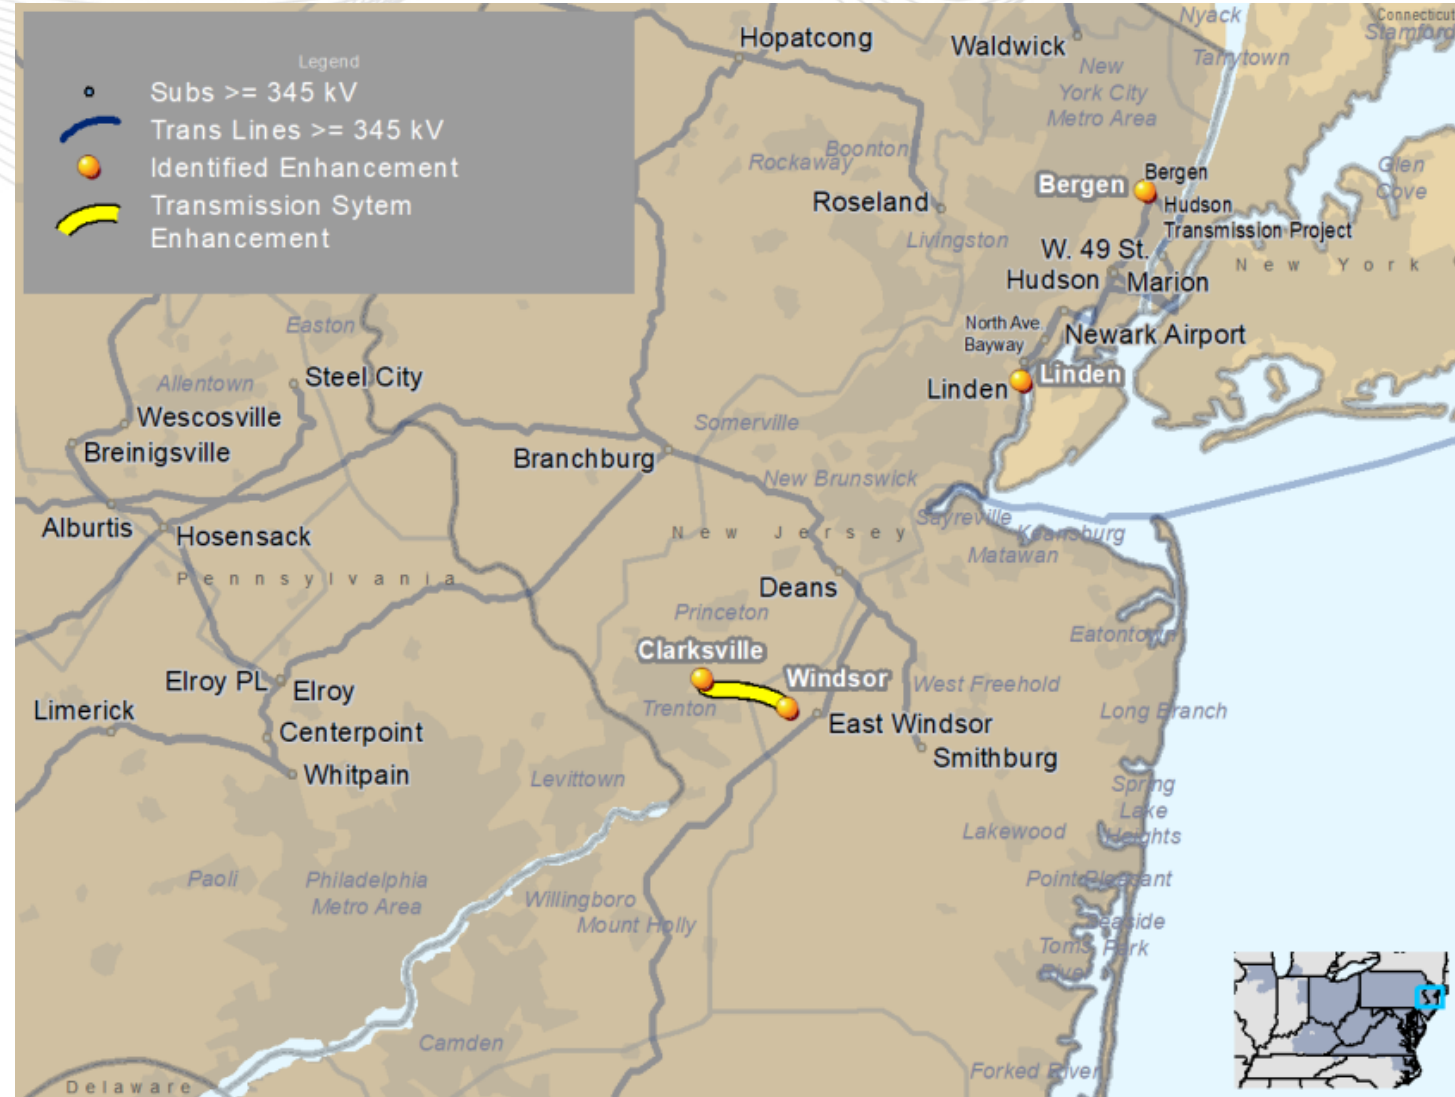 Legend
Subs >= 345 kV
Trans Lines >= 345 kV
Identified Enhancement
Transmission Sytem
Enhancement
Hopatcong
Waldwick
Nyack
Connecticut
Stamford
Tarrytown
New
York City
Metro Area
Rockaway
Boonton
Glen
Cove
Bergen
Bergen
Roseland
Hudson
Transmission Project
Livingston
W. 49 St.
New York
Hudson
Marion
Easton
North Ave.
Bayway
Newark Airport
Allentown
Steel City
Linden
Linden
Wescosville
Somerville
Breinigsville
Branchburg
New Brunswick
Alburtis
Hosensack
New Jersey
Sayreville
Keansburg
Matawan
Pennsylvania
Deans
Princeton
Eatontown
Clarksville
Windsor
Elroy PL
Elroy
West Freehold
Limerick
Trenton
Long Branch
Centerpoint
East Windsor
Smithburg
Whitpain
Levittown
Spring
Lake
Heights
Lakewood
Paoli
Philadelphia
Metro Area
Point Pleasant
Willingboro
Mount Holly
Seaside
Park
Toms
River
Camden
Forked River
Delaware